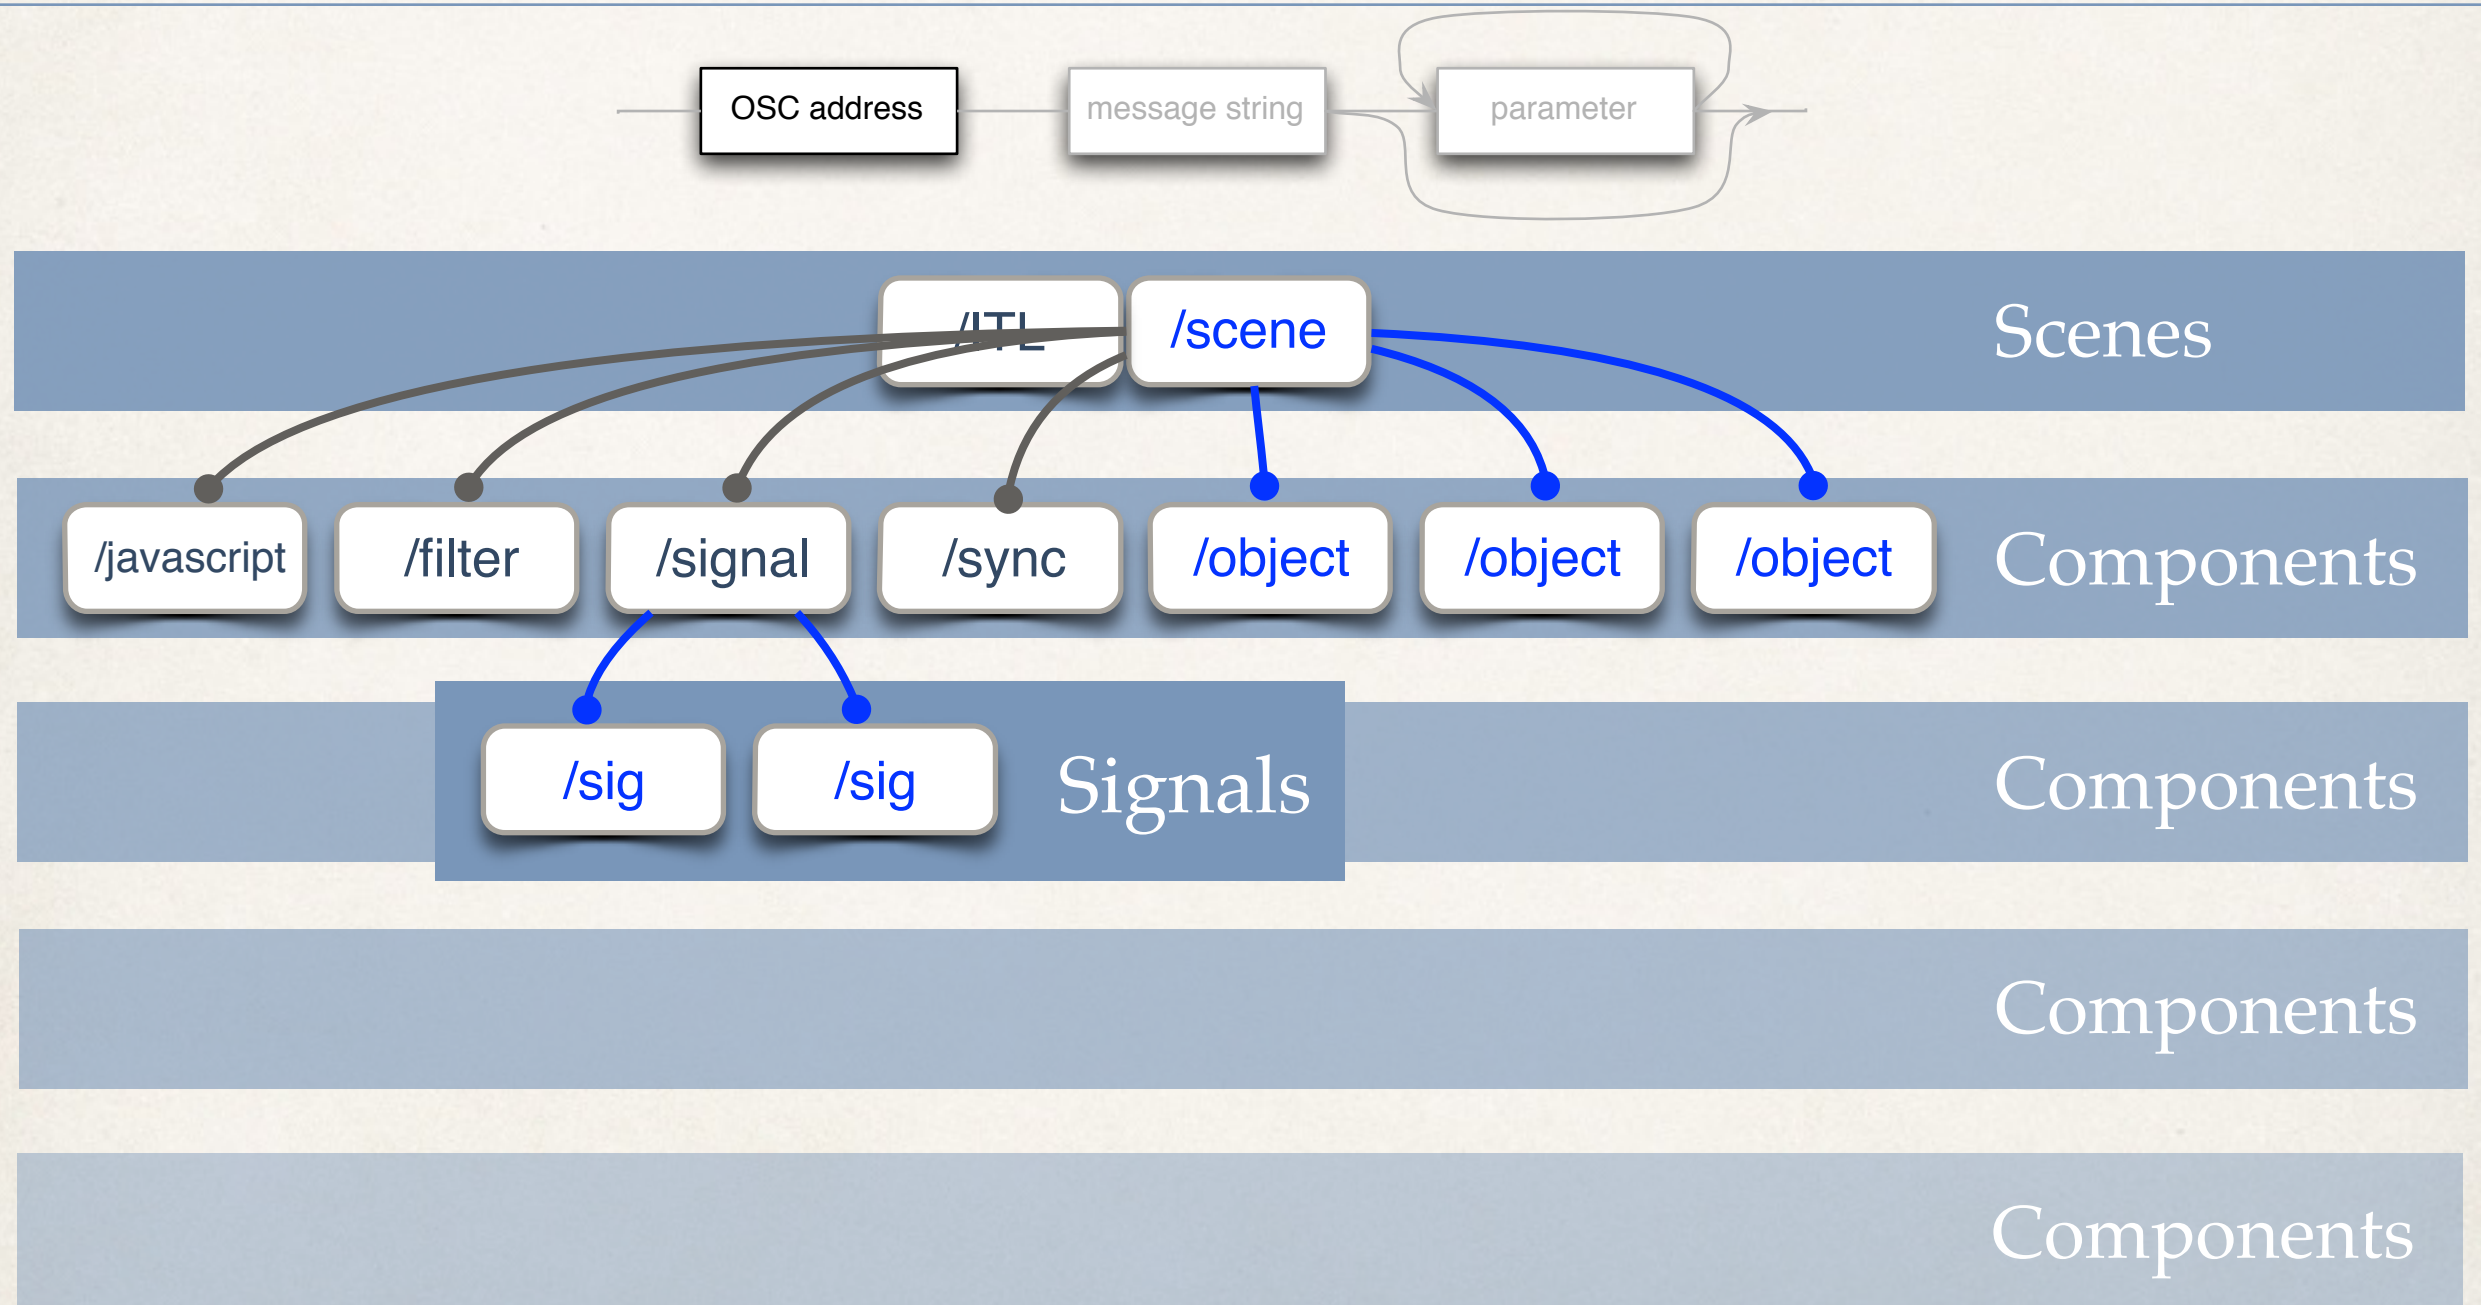 OSC address
message string
parameter
/ITL
/scene
Scenes
/javascript
/filter
/signal
/sync
/object
/object
/object
Components
/sig
/sig
Signals
Components
Components
Components